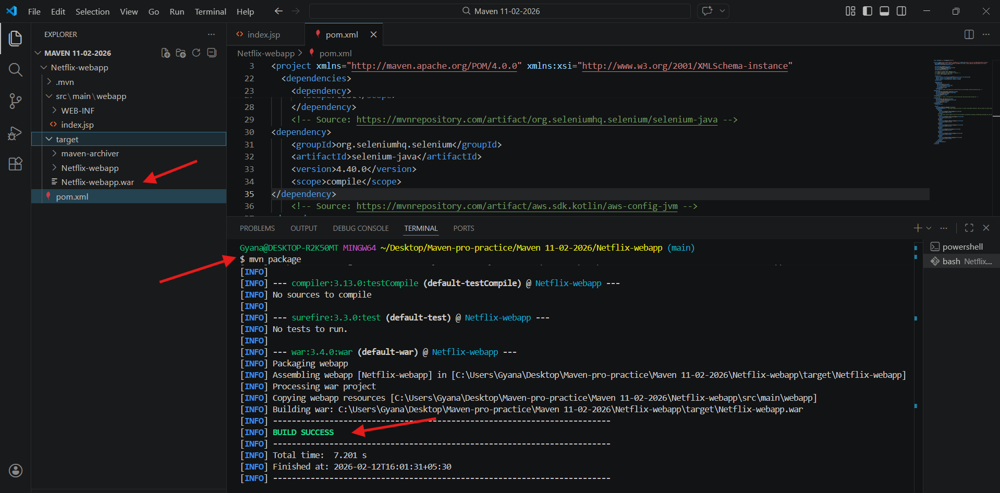 File Edit Selection View Go Run Terminal Help
Maven 11-02-2026
EXPLORER
MAVEN 11-02-2026
Netflix-webapp
.mvn
src\main\webapp
WEB-INF
index.jsp
target
maven-archiver
Netflix-webapp
Netflix-webapp.war
pom.xml
index.jsp
pom.xml
Netflix-webapp > pom.xml
3 <project xmlns="http://maven.apache.org/POM/4.0.0" xmlns:xsi="http://www.w3.org/2001/XMLSchema-instance"
22 <dependencies>
23 <dependency>
28 </dependency>
29 <!-- Source: https://mvnrepository.com/artifact/org.seleniumhq.selenium/selenium-java -->
30 <dependency>
31 <groupId>org.seleniumhq.selenium</groupId>
32 <artifactId>selenium-java</artifactId>
33 <version>4.40.0</version>
34 <scope>compile</scope>
35 </dependency>
36 <!-- Source: https://mvnrepository.com/artifact/aws.sdk.kotlin/aws-config-jvm -->
PROBLEMS OUTPUT DEBUG CONSOLE TERMINAL PORTS
Gyana@DESKTOP-R2K50MT MINGW64 ~/Desktop/Maven-pro-practice/Maven 11-02-2026/Netflix-webapp (main)
$ mvn package
[INFO]
[INFO] --- compiler:3.13.0:testCompile (default-testCompile) @ Netflix-webapp ---
[INFO] No sources to compile
[INFO]
[INFO] --- surefire:3.3.0:test (default-test) @ Netflix-webapp ---
[INFO] No tests to run.
[INFO]
[INFO] --- war:3.4.0:war (default-war) @ Netflix-webapp ---
[INFO] Packaging webapp
[INFO] Assembling webapp [Netflix-webapp] in [C:\Users\Gyana\Desktop\Maven-pro-practice\Maven 11-02-2026\Netflix-webapp\target\Netflix-webapp]
[INFO] Processing war project
[INFO] Copying webapp resources [C:\Users\Gyana\Desktop\Maven-pro-practice\Maven 11-02-2026\Netflix-webapp\src\main\webapp]
[INFO] Building war: C:\Users\Gyana\Desktop\Maven-pro-practice\Maven 11-02-2026\Netflix-webapp\target\Netflix-webapp.war
[INFO] ------------------------------------------------------------------------
[INFO] BUILD SUCCESS
[INFO] ------------------------------------------------------------------------
[INFO] Total time:  7.201 s
[INFO] Finished at: 2026-02-12T16:01:31+05:30
[INFO] ------------------------------------------------------------------------
powershell
bash Netflix...